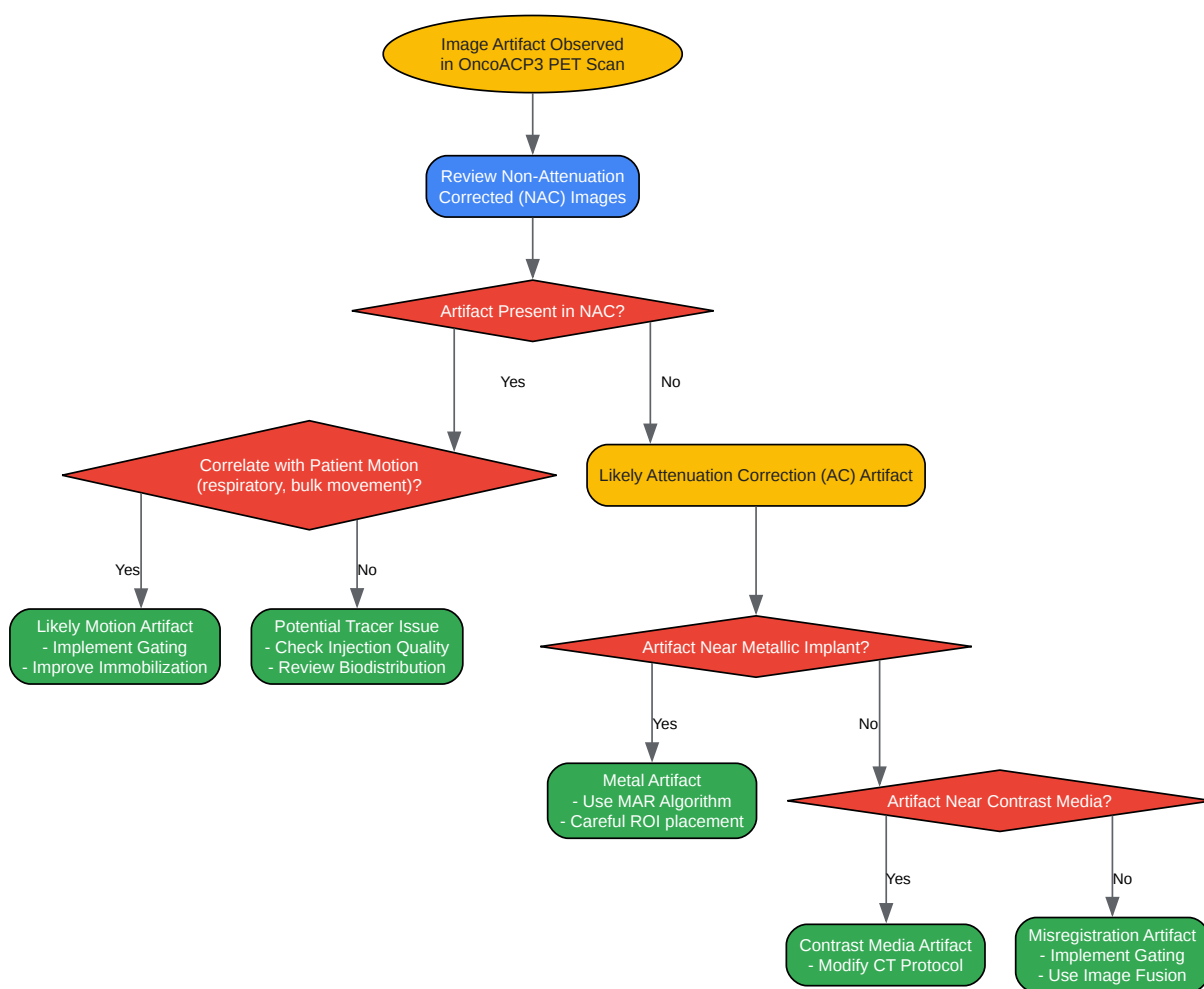 Image Artifact Observed
in OncoACP3 PET Scan
Review Non-Attenuation
Corrected (NAC) Images
Artifact Present in NAC?
Yes
No
Correlate with Patient Motion
(respiratory, bulk movement)?
Likely Attenuation Correction (AC) Artifact
Yes
No
Likely Motion Artifact
- Implement Gating
- Improve Immobilization
Potential Tracer Issue
- Check Injection Quality
- Review Biodistribution
Artifact Near Metallic Implant?
Yes
No
Metal Artifact
- Use MAR Algorithm
- Careful ROI placement
Artifact Near Contrast Media?
Yes
No
Contrast Media Artifact
- Modify CT Protocol
Misregistration Artifact
- Implement Gating
- Use Image Fusion